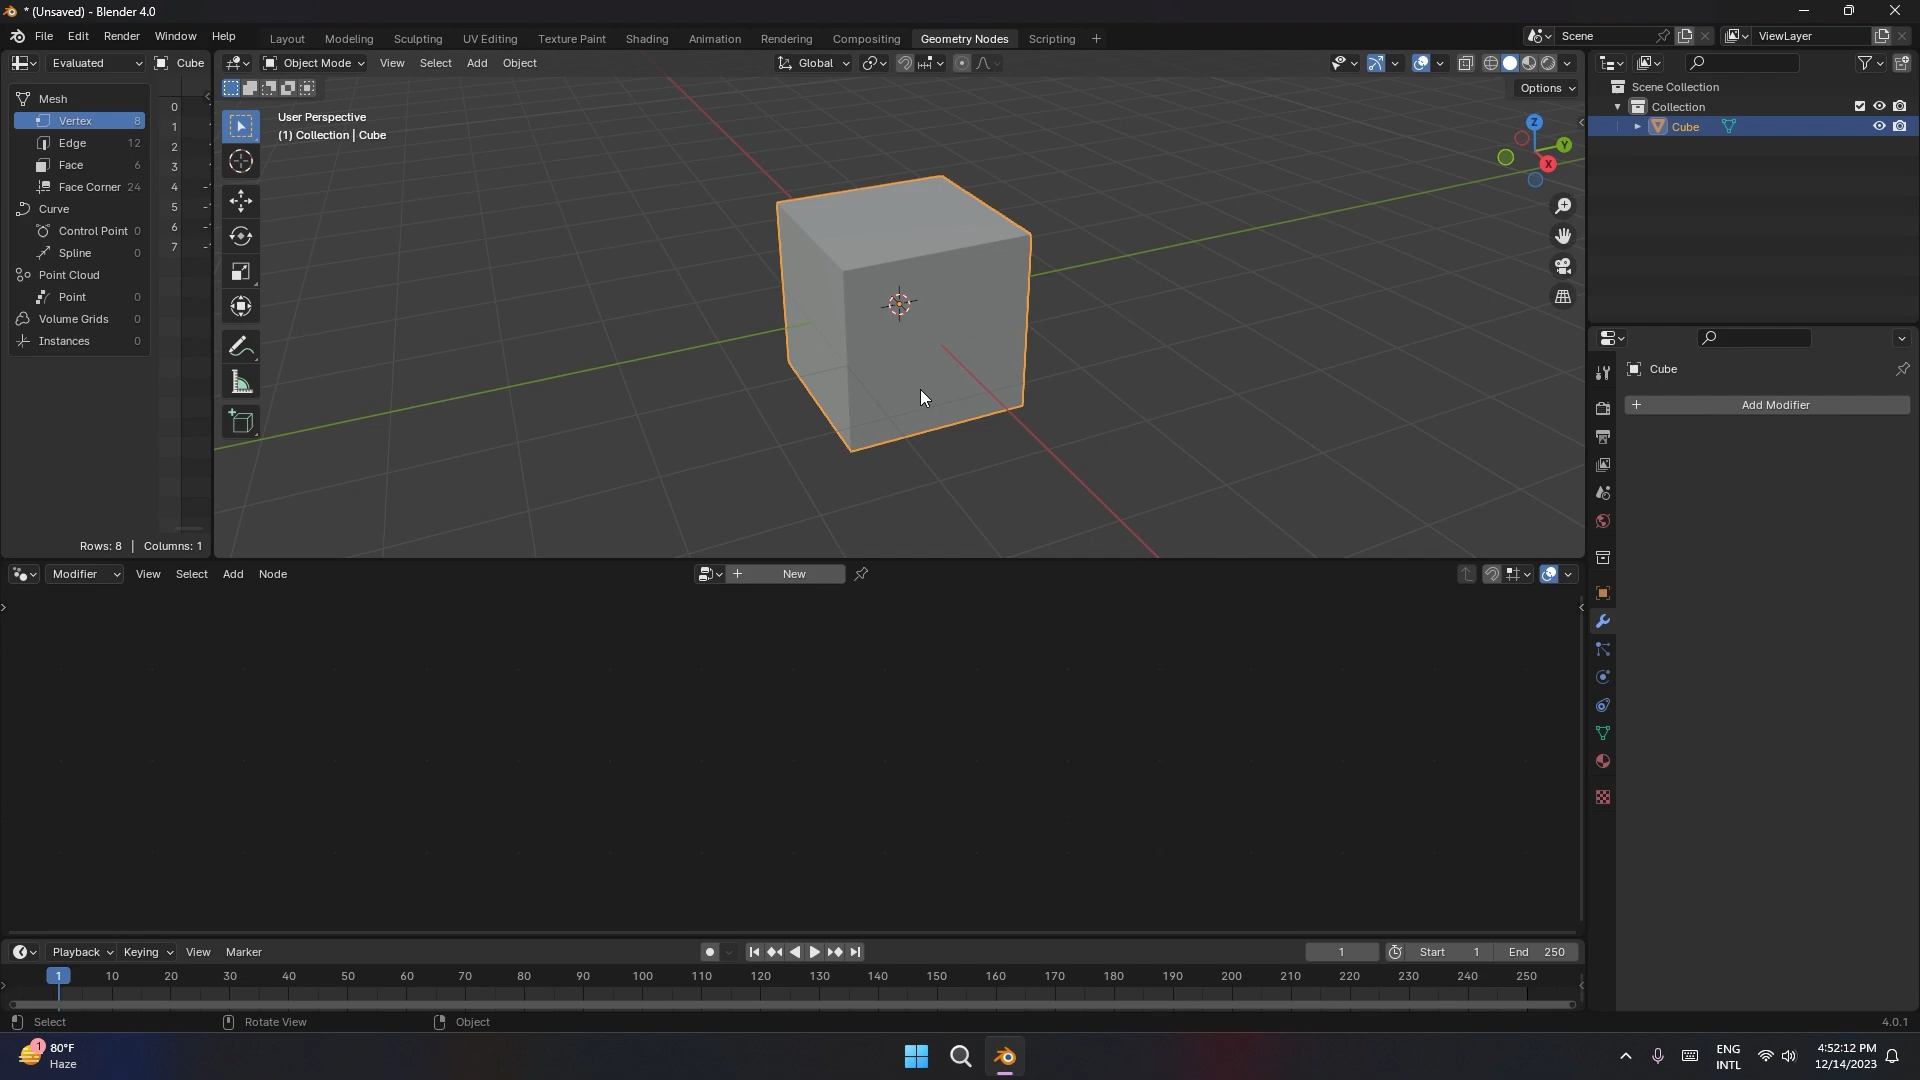 * (Unsaved) - Blender 4.0
File Edit Render Window Help
Layout Modeling Sculpting UV Editing Texture Paint Shading Animation Rendering Compositing Geometry Nodes Scripting +
Scene
ViewLayer
Evaluated
Cube
Object Mode View Select Add Object
Global
Options
Mesh
Vertex 8
Edge 12
Face 6
Face Corner 24
Curve
Control Point 0
Spline 0
Point Cloud
Point 0
Volume Grids 0
Instances 0
0
1
2
3
4 -
5 -
6 -
7 -
Rows: 8 | Columns: 1
User Perspective
(1) Collection | Cube
Z
Y
X
Scene Collection
Collection
Cube
Cube
+ Add Modifier
Modifier View Select Add Node
+ New
Playback Keying View Marker
1
Start 1 End 250
1 10 20 30 40 50 60 70 80 90 100 110 120 130 140 150 160 170 180 190 200 210 220 230 240 250
Select
Rotate View
Object
4.0.1
1
80°F
Haze
ENG
INTL
4:52:12 PM
12/14/2023